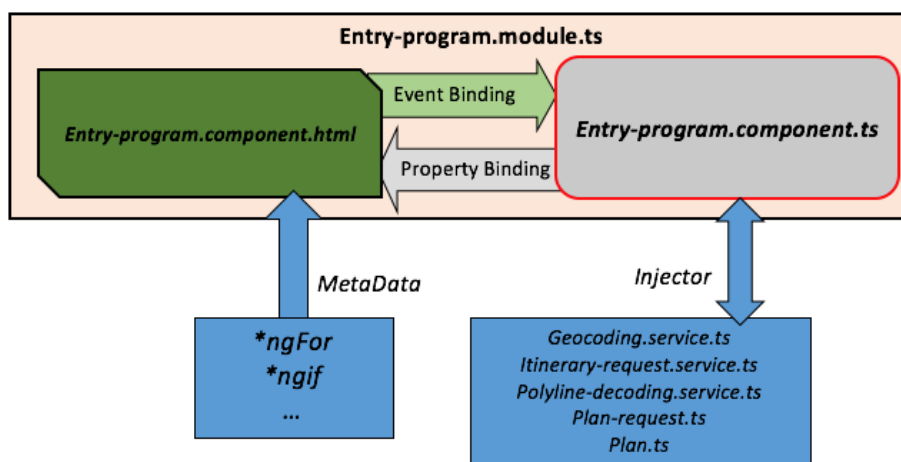 Entry-program.module.ts
Event Binding
Entry-program.component.html
Entry-program.component.ts
Property Binding
MetaData
Injector
*ngFor
*ngif
...
Geocoding.service.ts
Itinerary-request.service.ts
Polyline-decoding.service.ts
Plan-request.ts
Plan.ts